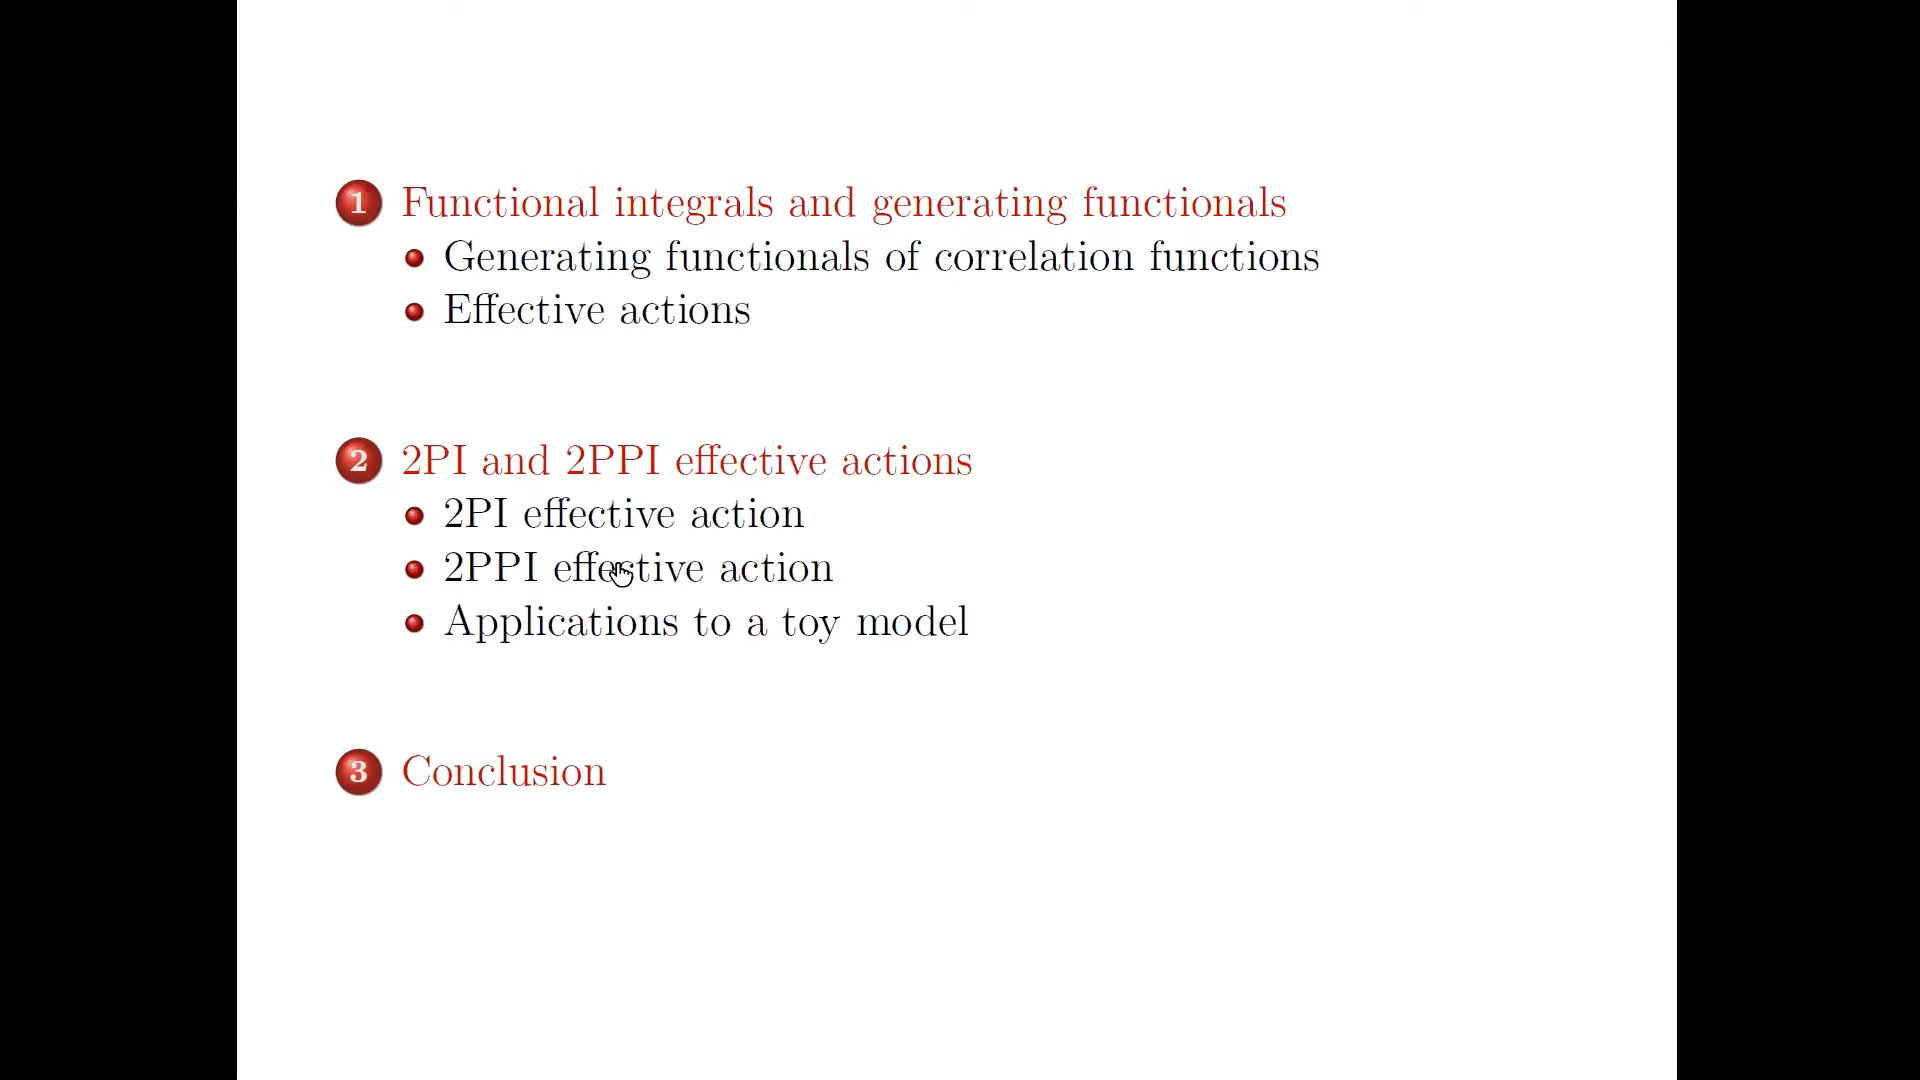 1 Functional integrals and generating functionals
Generating functionals of correlation functions
Effective actions
2 2PI and 2PPI effective actions
2PI effective action
2PPI effective action
Applications to a toy model
3 Conclusion